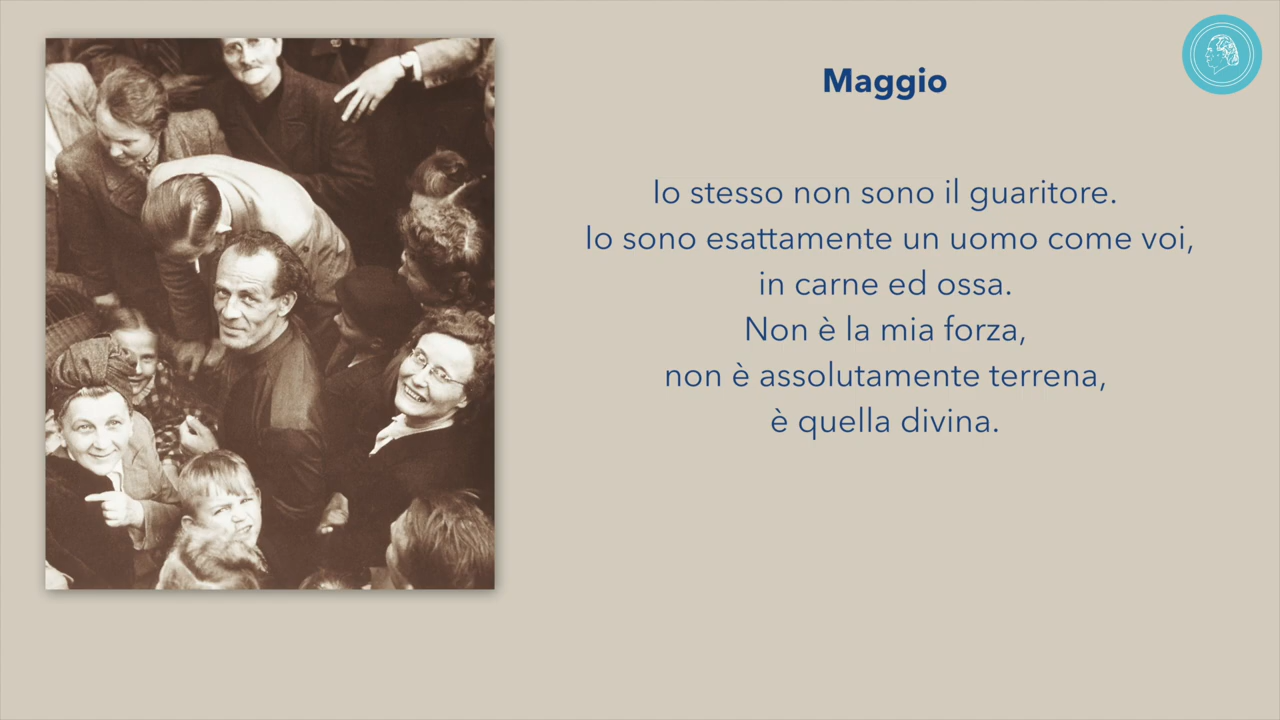 Maggio
Io stesso non sono il guaritore.
Io sono esattamente un uomo come voi,
in carne ed ossa.
Non è la mia forza,
non è assolutamente terrena,
è quella divina.